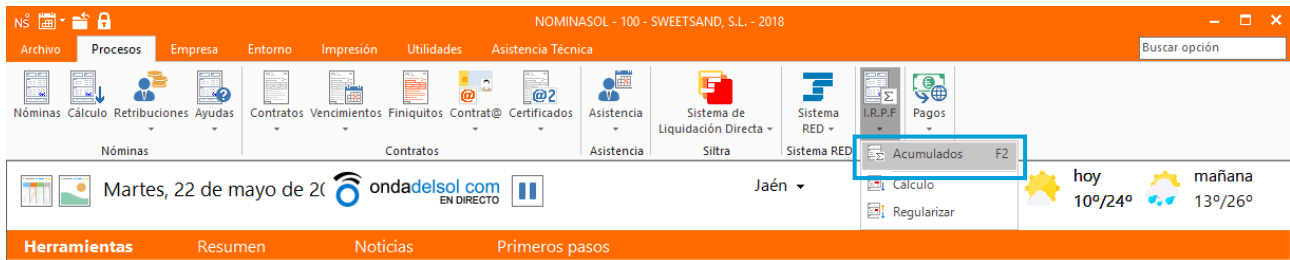 NOMINASOL - 100 - SWEETSAND, S.L. - 2018
Archivo Procesos Empresa Entorno Impresión Utilidades Asistencia Técnica Buscar opción
Nóminas Cálculo Retribuciones Ayudas Contratos Vencimientos Finiquitos Contrat@ Certificados Asistencia Sistema de Liquidación Directa Sistema RED I.R.P.F Pagos
Nóminas Contratos Asistencia Siltra Sistema RED
Acumulados F2
Cálculo
Regularizar
Martes, 22 de mayo de 20 ondadelsol com EN DIRECTO Jaén hoy 10º/24º mañana 13º/26º
Herramientas Resumen Noticias Primeros pasos